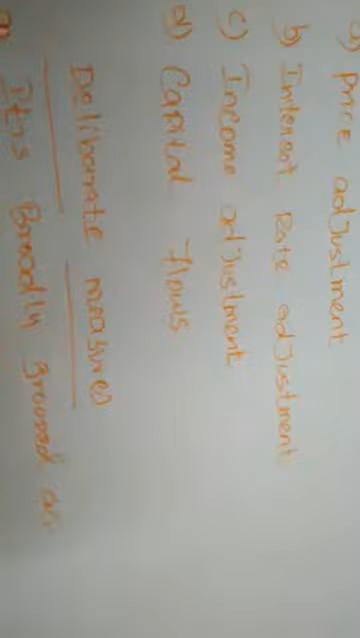 a) Price adjustment
b) Interest Rate adjustment
c) Income adjustment
d) Capital flows
Deliberate measures
Its Broadly grouped as